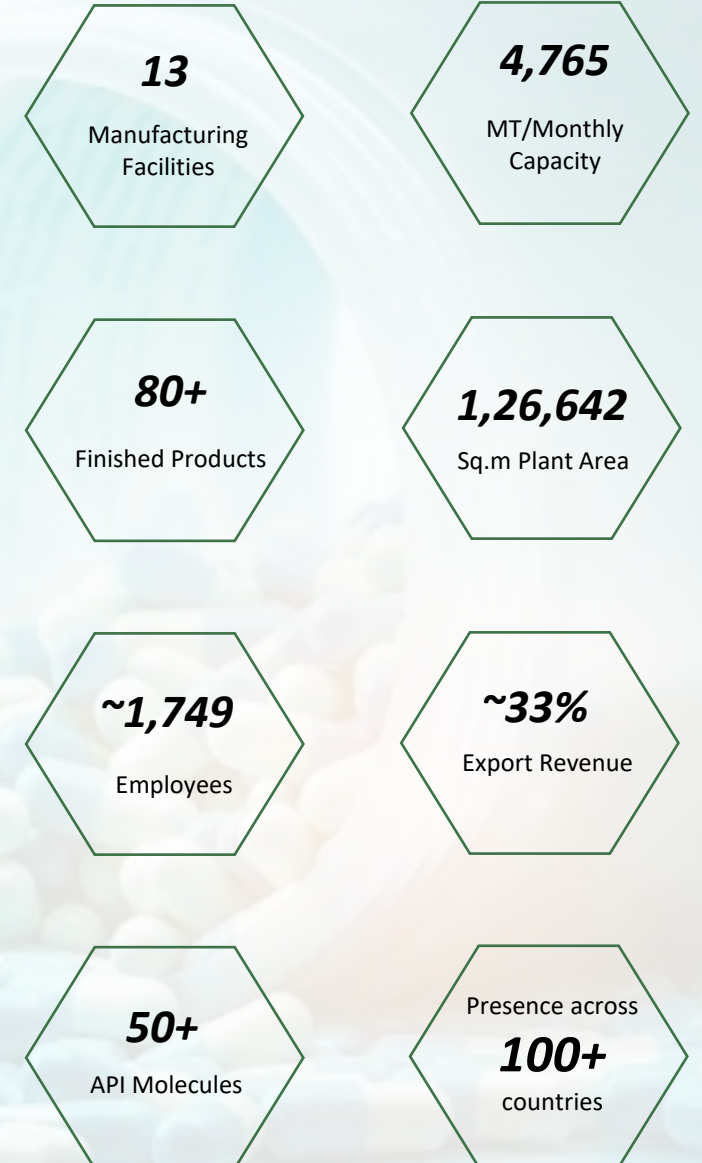 13
Manufacturing
Facilities
4,765
MT/Monthly
Capacity
80+
Finished Products
1,26,642
Sq.m Plant Area
~1,749
Employees
~33%
Export Revenue
50+
API Molecules
Presence across
100+
countries